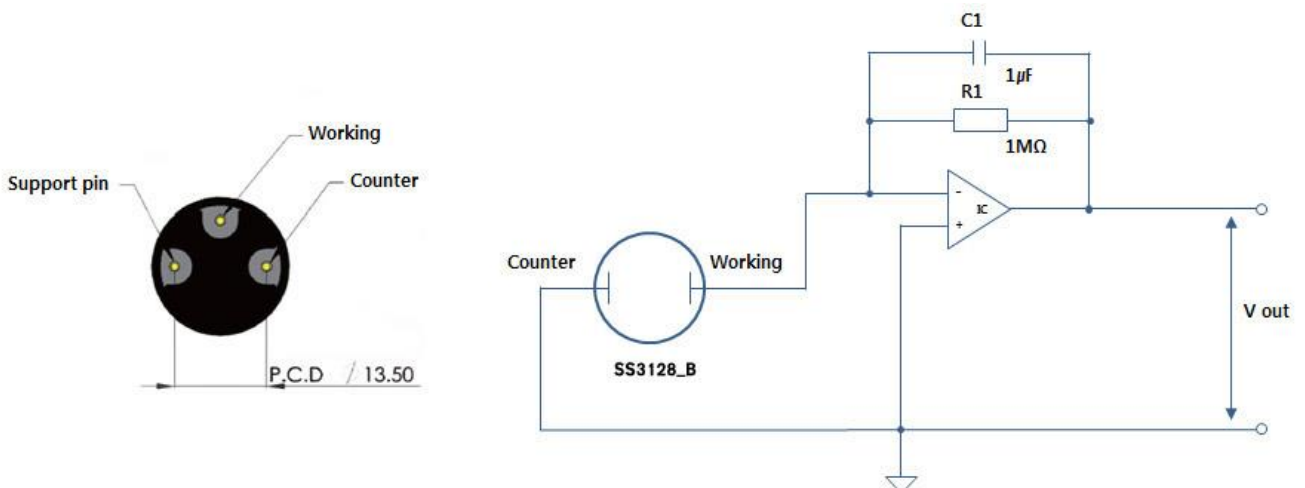 Working
Support pin
Counter
P.C.D / 13.50
C1
1μF
R1
1MΩ
-
IC
+
Counter
Working
SS3128_B
V out